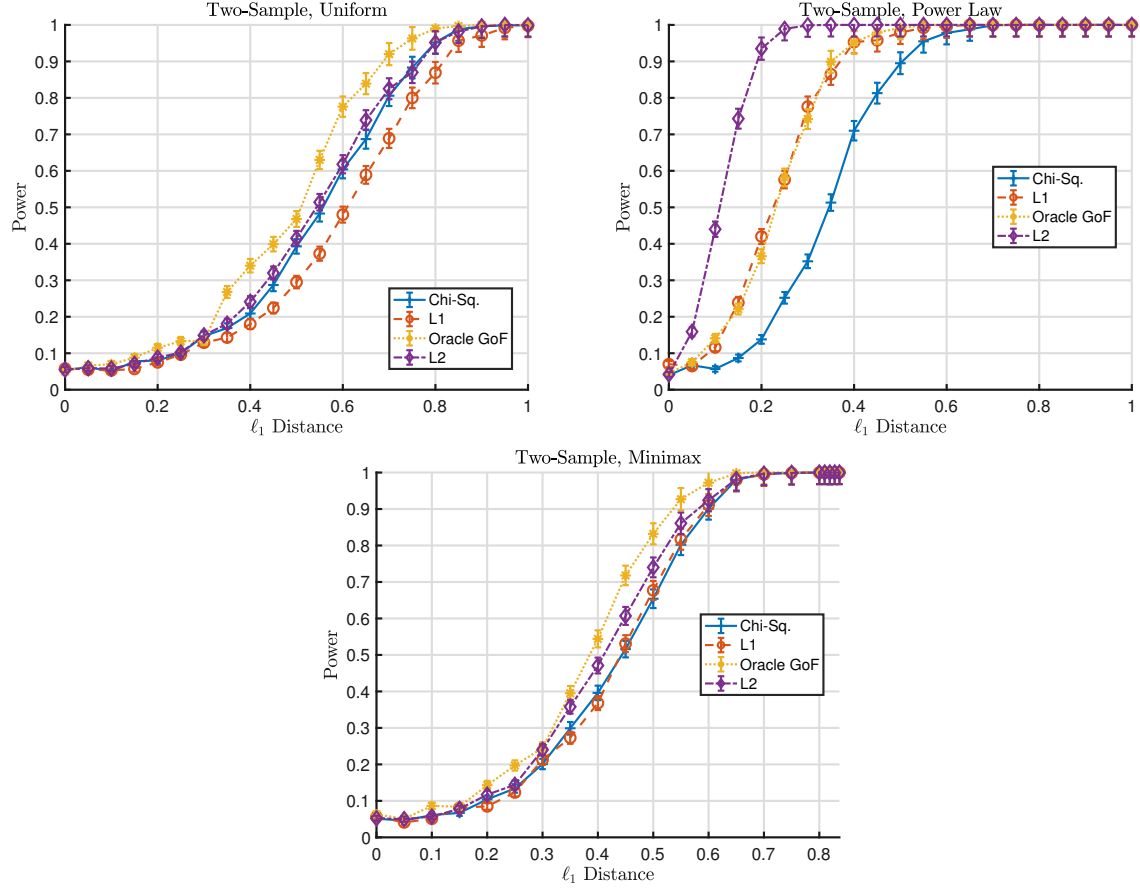 Two-Sample, Uniform
1
0.9
0.8
0.7
0.6
0.5
0.4
0.3
0.2
0.1
0
Power
0 0.2 0.4 0.6 0.8 1
ℓ₁ Distance
Chi-Sq.
L1
Oracle GoF
L2
Two-Sample, Power Law
1
0.9
0.8
0.7
0.6
0.5
0.4
0.3
0.2
0.1
0
Power
0 0.2 0.4 0.6 0.8 1
ℓ₁ Distance
Chi-Sq.
L1
Oracle GoF
L2
Two-Sample, Minimax
1
0.9
0.8
0.7
0.6
0.5
0.4
0.3
0.2
0.1
0
Power
0 0.1 0.2 0.3 0.4 0.5 0.6 0.7 0.8
ℓ₁ Distance
Chi-Sq.
L1
Oracle GoF
L2